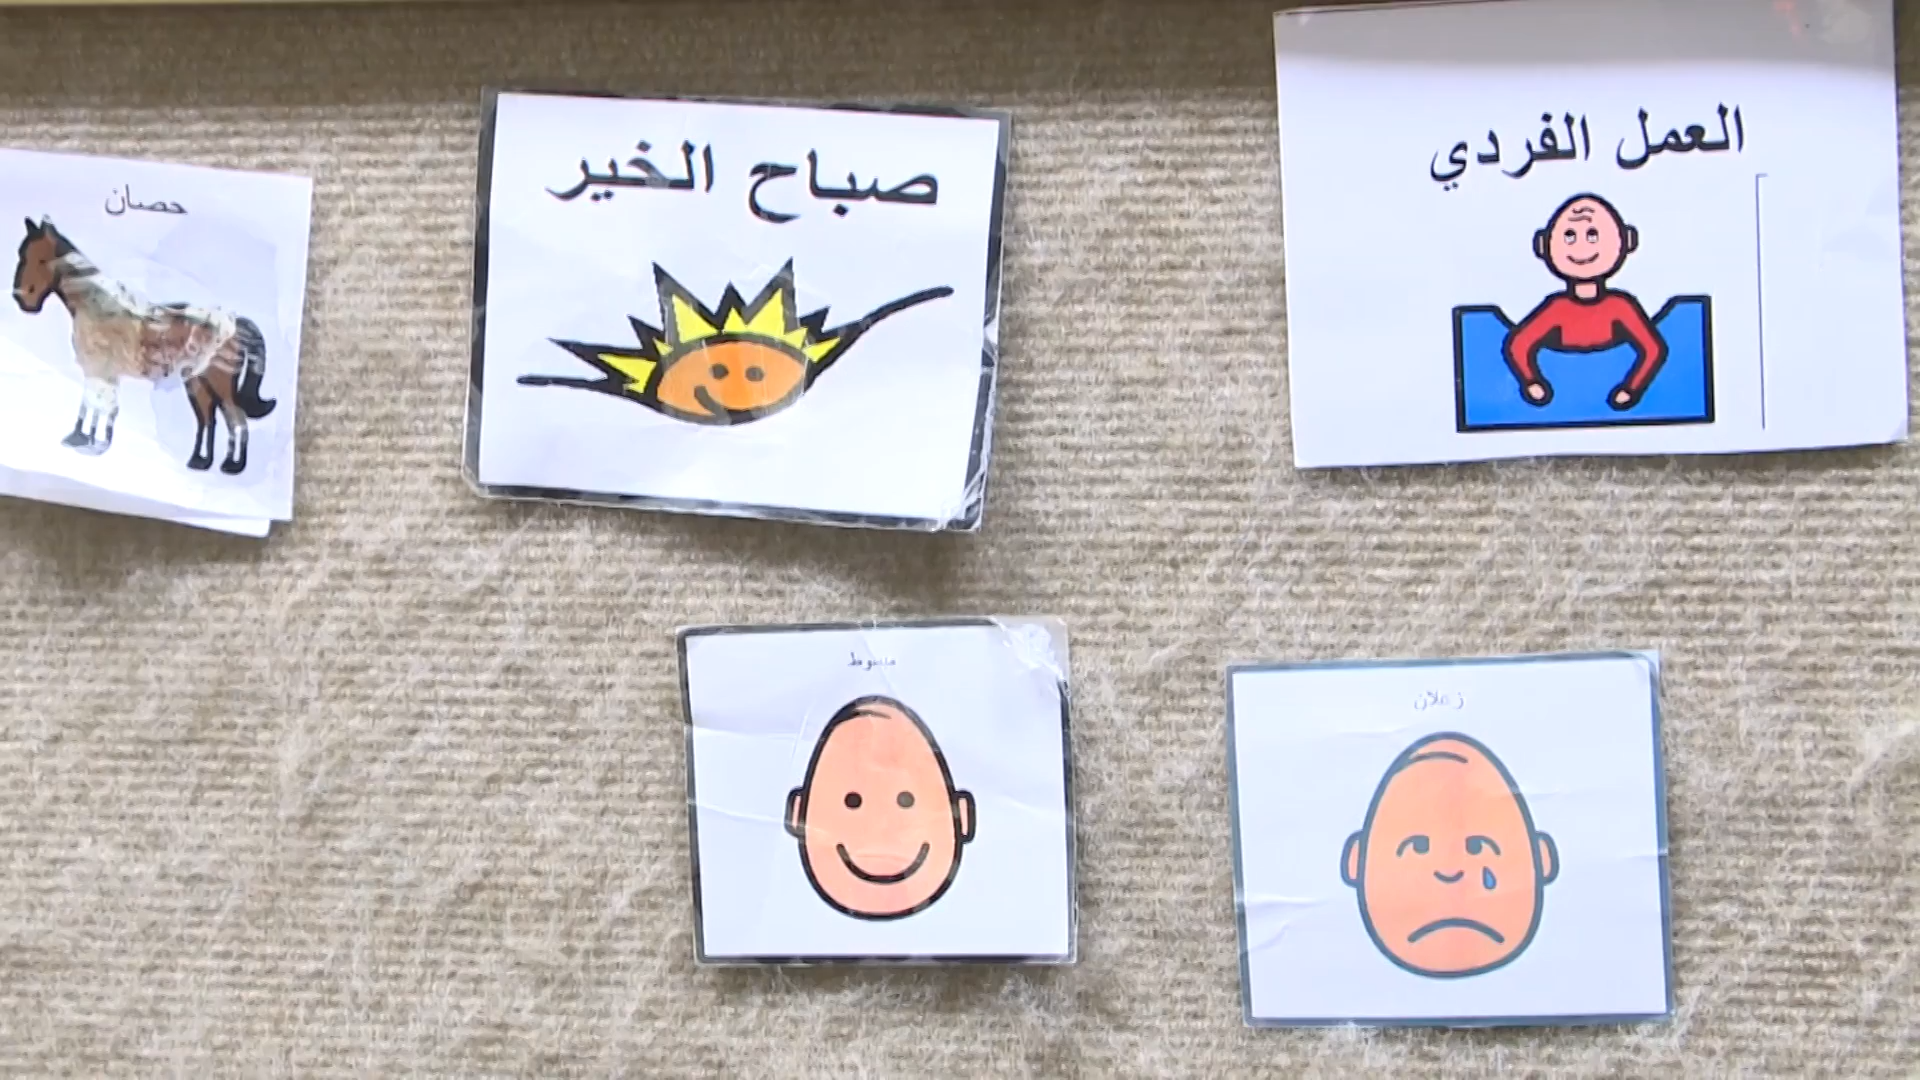 العمل الفردي
صباح الخير
حصان
زعلان
مبسوط